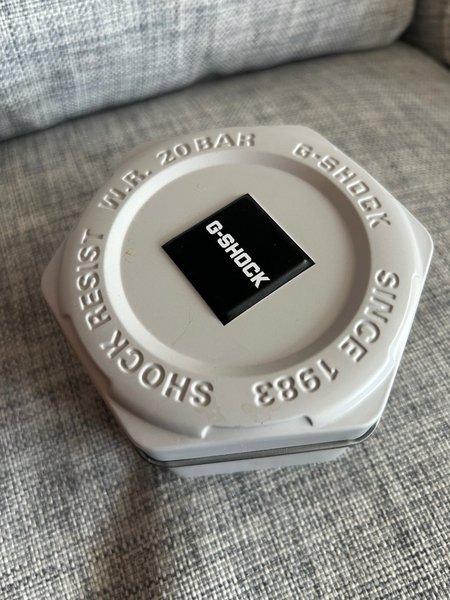 G-SHOCK
SINCE 1983
SHOCK RESIST
W.R. 20BAR
G-SHOCK